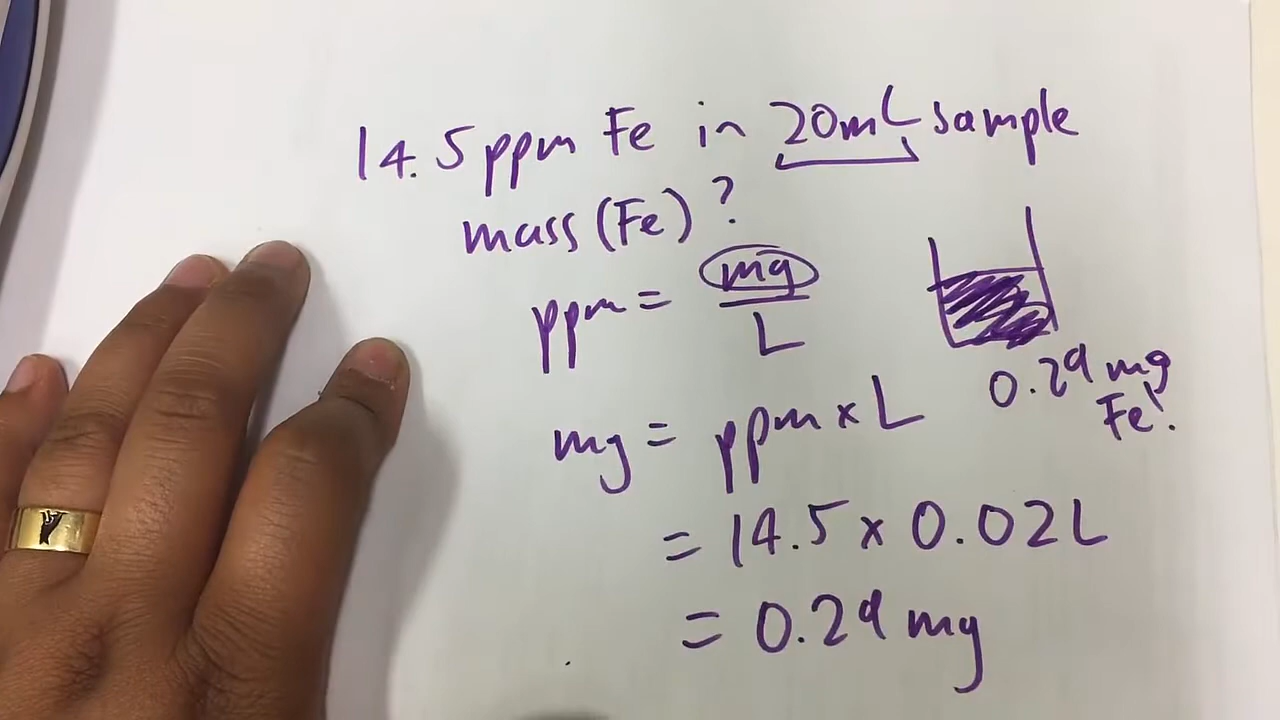 14.5 ppm Fe in 20mL sample
mass (Fe)?
ppm = mg
L
mg = ppm x L
= 14.5 x 0.02L
= 0.29 mg
0.29 mg
Fe!